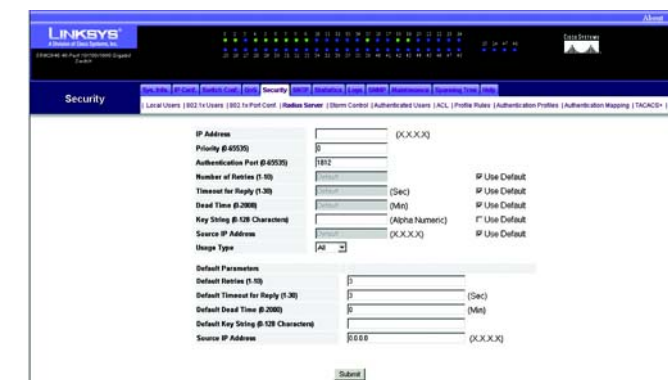 About
LINKSYS®
A Division of Cisco Systems, Inc.
Cisco Systems
Security
Sys. Info. | IP Conf. | Switch Conf. | QoS | Security | SNTP | Statistics | Logs | SNMP | Maintenance | Spanning Tree | Help
| Local Users | 802.1x Users | 802.1x Port Conf. | Radius Server | Storm Control | Authenticated Users | ACL | Profile Rules | Authentication Profiles | Authentication Mapping | TACACS+ |
IP Address (X.X.X.X)
Priority (0-65535) 0
Authentication Port (0-65535) 1812
Number of Retries (1-10) Default Use Default
Timeout for Reply (1-30) Default (Sec) Use Default
Dead Time (0-2000) Default (Min) Use Default
Key String (0-128 Characters) (Alpha Numeric) Use Default
Source IP Address Default (X.X.X.X) Use Default
Usage Type All
Default Parameters
Default Retries (1-10) 3
Default Timeout for Reply (1-30) 3 (Sec)
Default Dead Time (0-2000) 0 (Min)
Default Key String (0-128 Characters)
Source IP Address 0.0.0.0 (X.X.X.X)
Submit